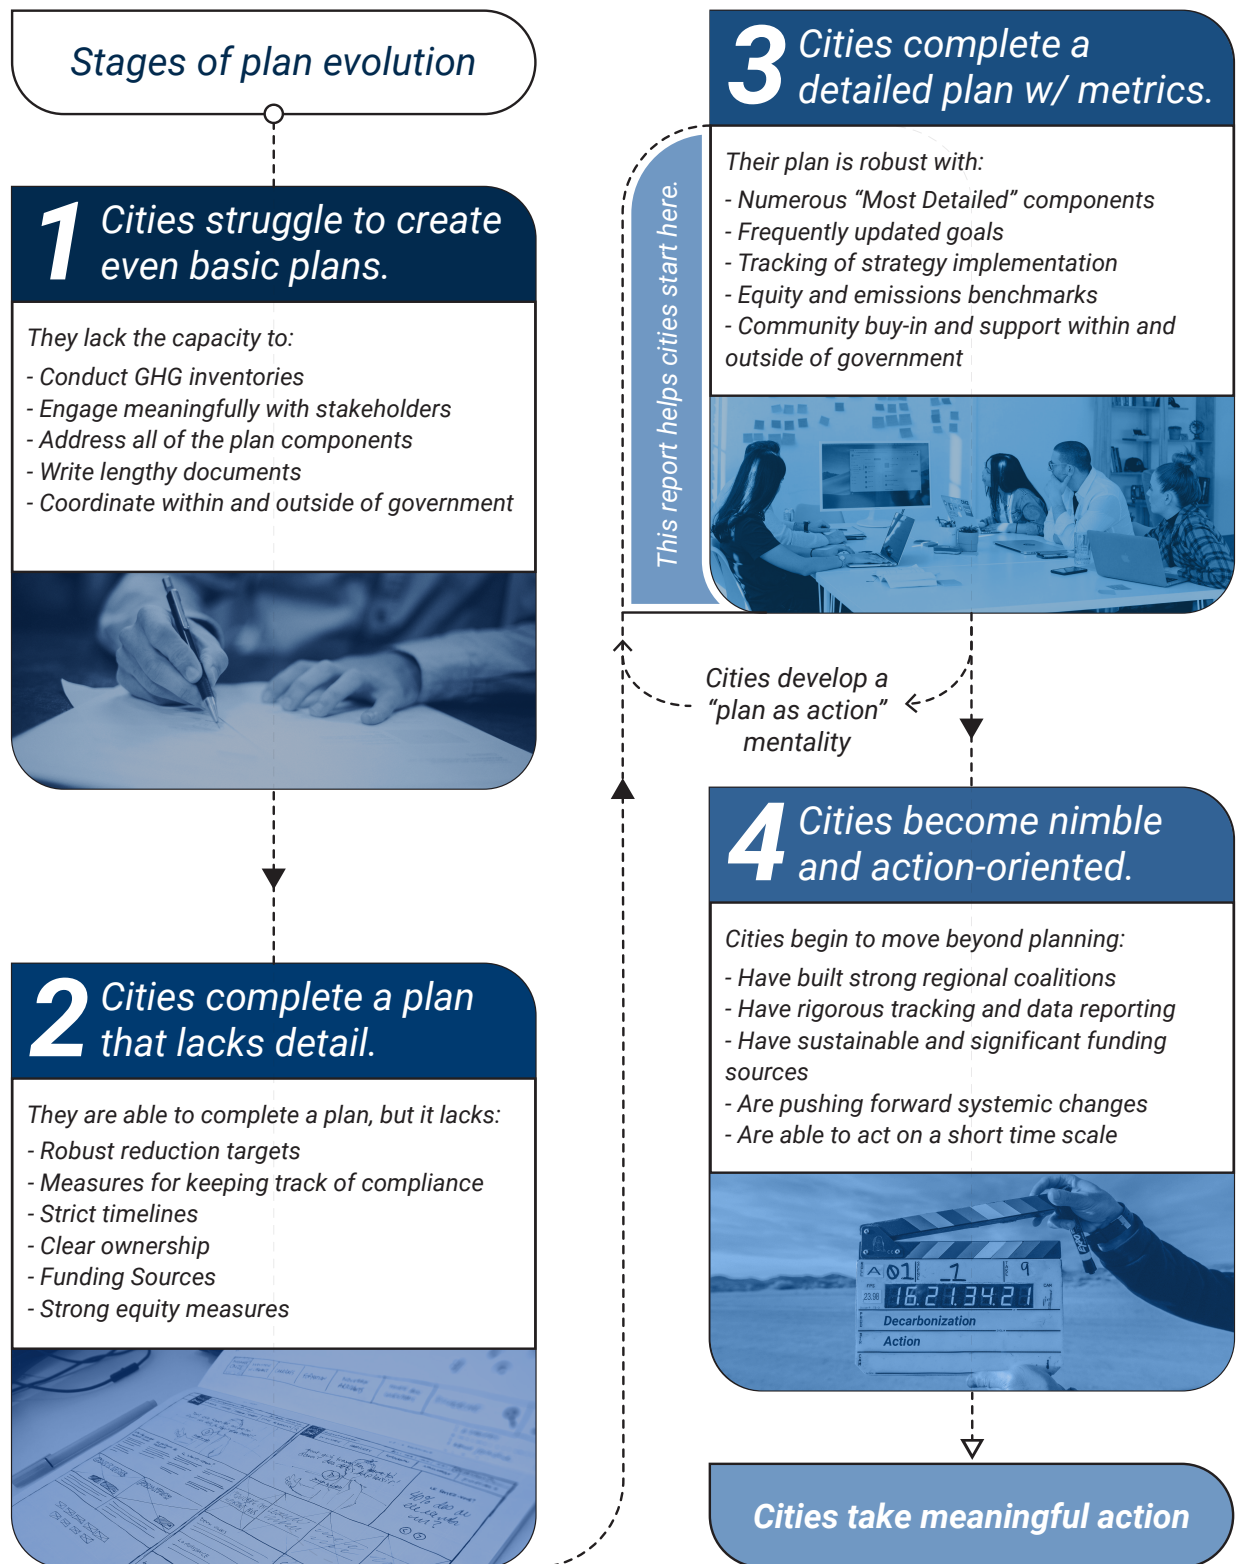 Stages of plan evolution
1 Cities struggle to create
even basic plans.
They lack the capacity to:
- Conduct GHG inventories
- Engage meaningfully with stakeholders
- Address all of the plan components
- Write lengthy documents
- Coordinate within and outside of government
2 Cities complete a plan
that lacks detail.
They are able to complete a plan, but it lacks:
- Robust reduction targets
- Measures for keeping track of compliance
- Strict timelines
- Clear ownership
- Funding Sources
- Strong equity measures
This report helps cities start here.
3 Cities complete a
detailed plan w/ metrics.
Their plan is robust with:
- Numerous “Most Detailed” components
- Frequently updated goals
- Tracking of strategy implementation
- Equity and emissions benchmarks
- Community buy-in and support within and
outside of government
Cities develop a
“plan as action”
mentality
4 Cities become nimble
and action-oriented.
Cities begin to move beyond planning:
- Have built strong regional coalitions
- Have rigorous tracking and data reporting
- Have sustainable and significant funding
sources
- Are pushing forward systemic changes
- Are able to act on a short time scale
A 01 _1 9
23.98 16.21.34.21
Decarbonization
Action
Cities take meaningful action